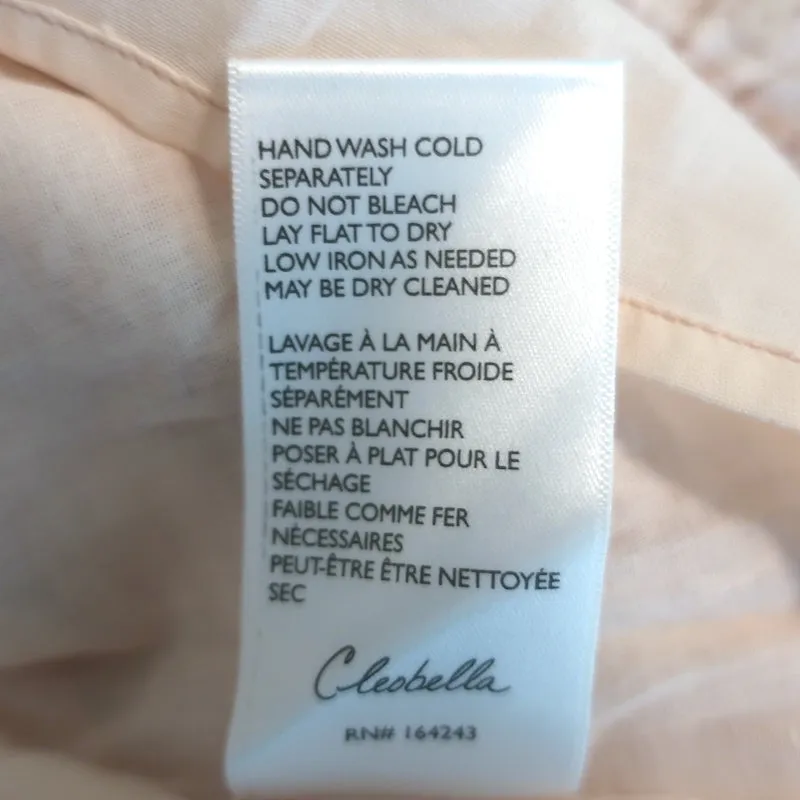 HAND WASH COLD
SEPARATELY
DO NOT BLEACH
LAY FLAT TO DRY
LOW IRON AS NEEDED
MAY BE DRY CLEANED
LAVAGE À LA MAIN À
TEMPÉRATURE FROIDE
SÉPARÉMENT
NE PAS BLANCHIR
POSER À PLAT POUR LE
SÉCHAGE
FAIBLE COMME FER
NÉCESSAIRES
PEUT-ÊTRE ÊTRE NETTOYÉE
SEC
Cleobella
RN# 164243